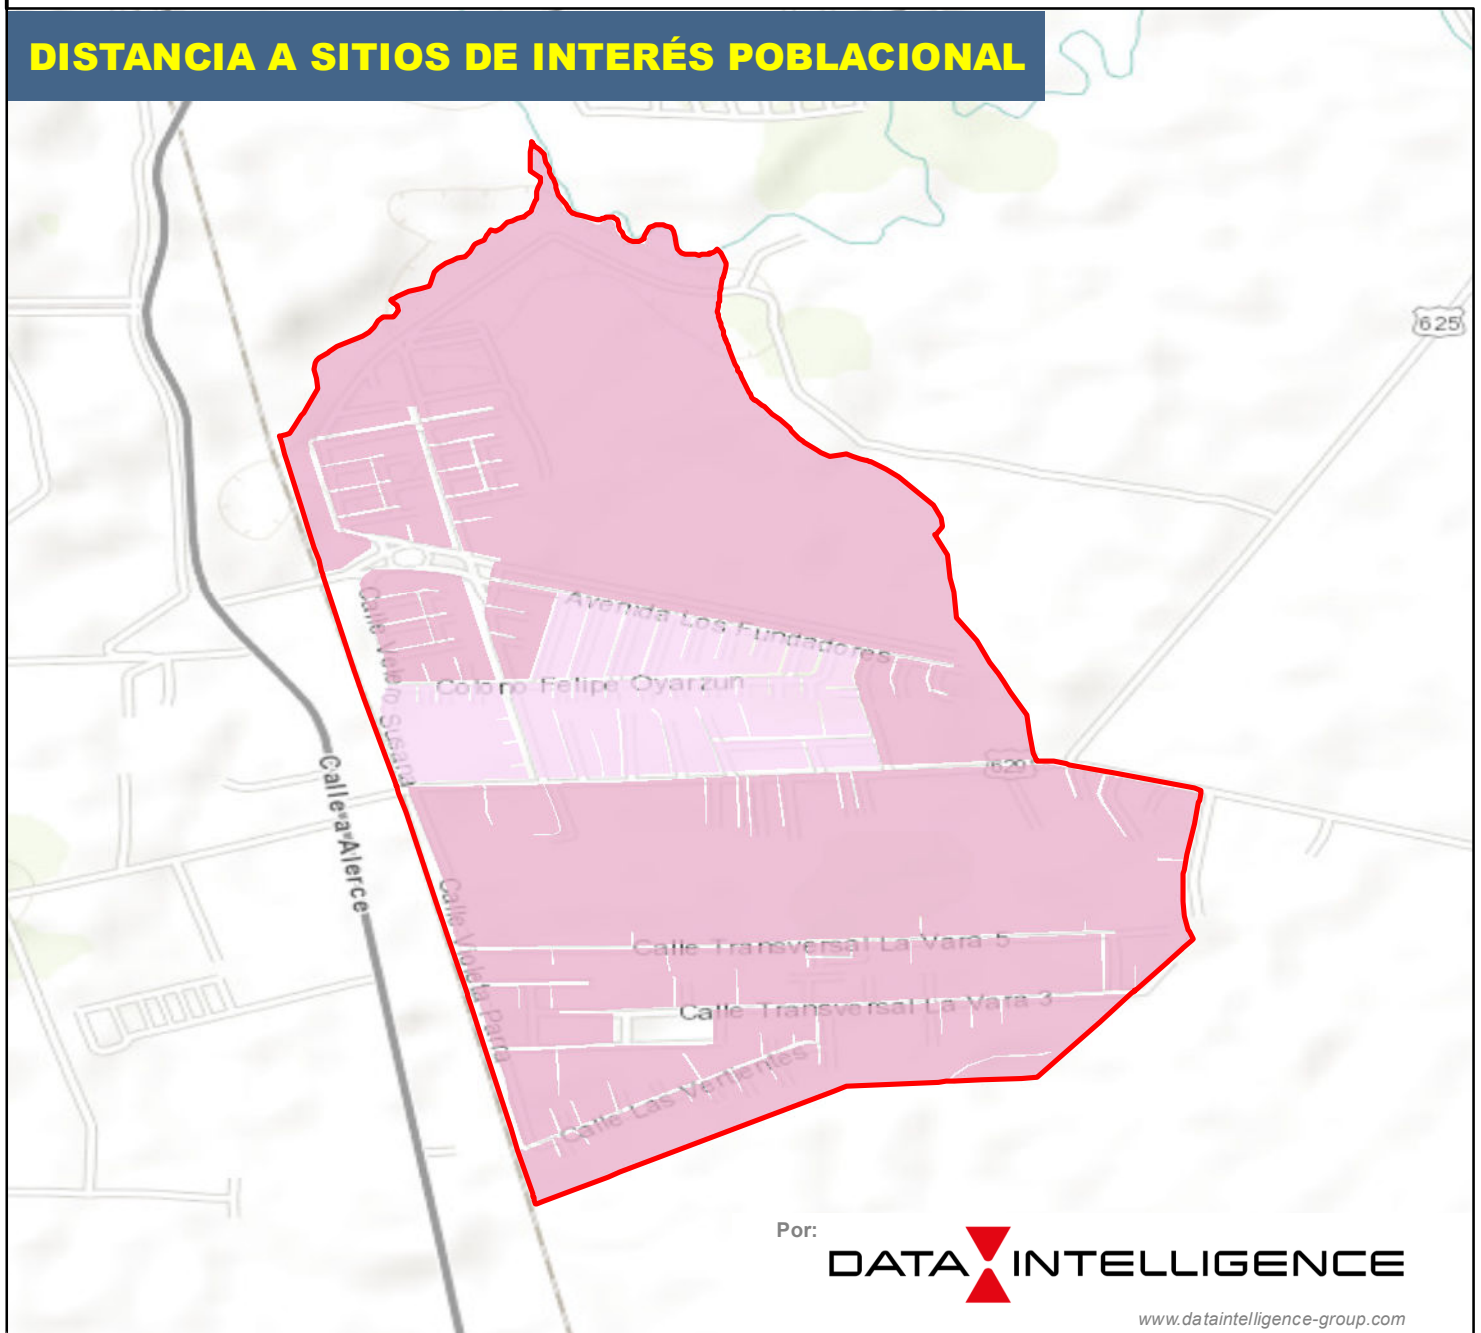 DISTANCIA A SITIOS DE INTERÉS POBLACIONAL
625
Avenida Los Fundadores
Calle Velero Susana
Colono Felipe Oyarzun
629
Calle a Alerce
Calle Violeta Parra
Calle Transversal La Vara 5
Calle Transversal La Vara 3
Calle Las Vertientes
Por:
DATA INTELLIGENCE
www.dataintelligence-group.com